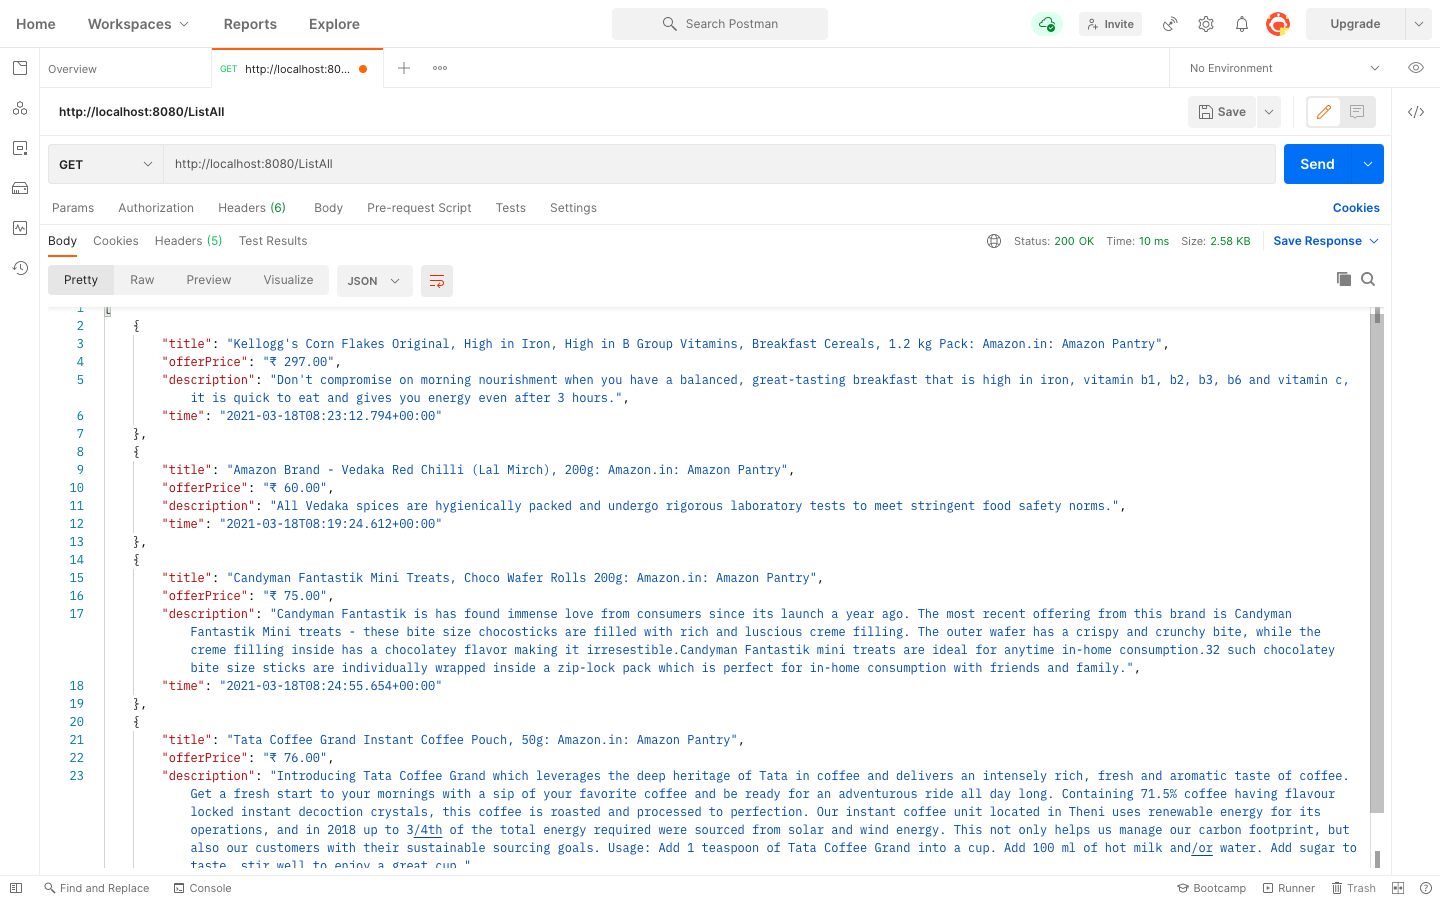 Home Workspaces Reports Explore Search Postman Invite Upgrade
Overview GET http://localhost:80... No Environment
http://localhost:8080/ListAll Save
GET http://localhost:8080/ListAll Send
Params Authorization Headers (6) Body Pre-request Script Tests Settings Cookies
Body Cookies Headers (5) Test Results Status: 200 OK Time: 10 ms Size: 2.58 KB Save Response
Pretty Raw Preview Visualize JSON
1 [
2 {
3 "title": "Kellogg's Corn Flakes Original, High in Iron, High in B Group Vitamins, Breakfast Cereals, 1.2 kg Pack: Amazon.in: Amazon Pantry",
4 "offerPrice": "₹ 297.00",
5 "description": "Don't compromise on morning nourishment when you have a balanced, great-tasting breakfast that is high in iron, vitamin b1, b2, b3, b6 and vitamin c,
it is quick to eat and gives you energy even after 3 hours.",
6 "time": "2021-03-18T08:23:12.794+00:00"
7 },
8 {
9 "title": "Amazon Brand - Vedaka Red Chilli (Lal Mirch), 200g: Amazon.in: Amazon Pantry",
10 "offerPrice": "₹ 60.00",
11 "description": "All Vedaka spices are hygienically packed and undergo rigorous laboratory tests to meet stringent food safety norms.",
12 "time": "2021-03-18T08:19:24.612+00:00"
13 },
14 {
15 "title": "Candyman Fantastik Mini Treats, Choco Wafer Rolls 200g: Amazon.in: Amazon Pantry",
16 "offerPrice": "₹ 75.00",
17 "description": "Candyman Fantastik is has found immense love from consumers since its launch a year ago. The most recent offering from this brand is Candyman
Fantastik Mini treats - these bite size chocosticks are filled with rich and luscious creme filling. The outer wafer has a crispy and crunchy bite, while the
creme filling inside has a chocolatey flavor making it irresestible.Candyman Fantastik mini treats are ideal for anytime in-home consumption.32 such chocolatey
bite size sticks are individually wrapped inside a zip-lock pack which is perfect for in-home consumption with friends and family.",
18 "time": "2021-03-18T08:24:55.654+00:00"
19 },
20 {
21 "title": "Tata Coffee Grand Instant Coffee Pouch, 50g: Amazon.in: Amazon Pantry",
22 "offerPrice": "₹ 76.00",
23 "description": "Introducing Tata Coffee Grand which leverages the deep heritage of Tata in coffee and delivers an intensely rich, fresh and aromatic taste of coffee.
Get a fresh start to your mornings with a sip of your favorite coffee and be ready for an adventurous ride all day long. Containing 71.5% coffee having flavour
locked instant decoction crystals, this coffee is roasted and processed to perfection. Our instant coffee unit located in Theni uses renewable energy for its
operations, and in 2018 up to 3/4th of the total energy required were sourced from solar and wind energy. This not only helps us manage our carbon footprint, but
also our customers with their sustainable sourcing goals. Usage: Add 1 teaspoon of Tata Coffee Grand into a cup. Add 100 ml of hot milk and/or water. Add sugar to
taste, stir well to enjoy a great cup."
Find and Replace Console Bootcamp Runner Trash